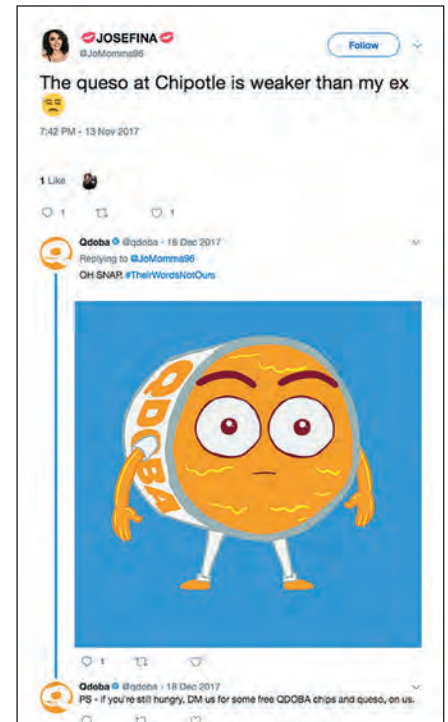 💋JOSEFINA💋
@JoMomma96
Follow
The queso at Chipotle is weaker than my ex
😒
7:42 PM - 13 Nov 2017
1 Like
1
1
Qdoba @qdoba · 18 Dec 2017
Replying to @JoMomma96
OH SNAP. #TheirWordsNotOurs
QDOBA
1
Qdoba @qdoba · 18 Dec 2017
PS - if you're still hungry, DM us for some free QDOBA chips and queso, on us.